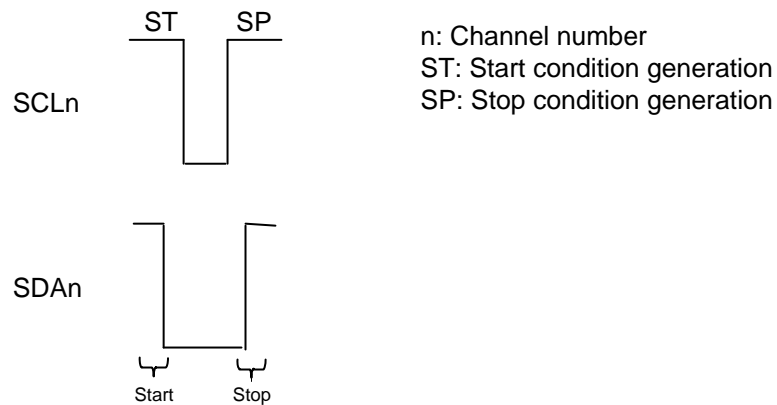 ST SP
SCLn
SDAn
Start Stop
n: Channel number
ST: Start condition generation
SP: Stop condition generation